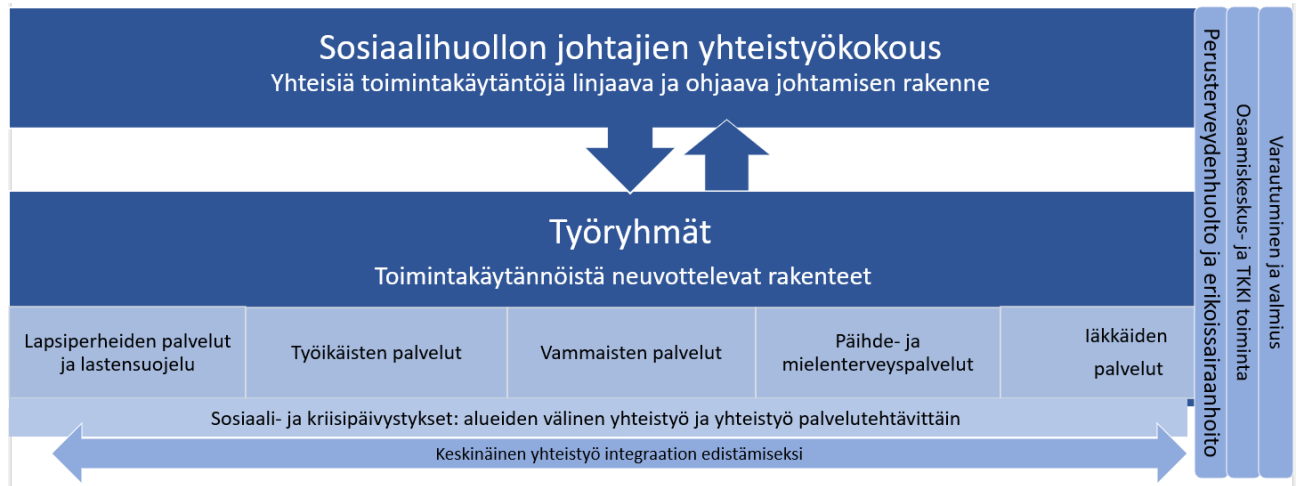 Sosiaalihuollon johtajien yhteistyökokous
Yhteisiä toimintakäytäntöjä linjaava ja ohjaava johtamisen rakenne
Työryhmät
Toimintakäytännöistä neuvottelevat rakenteet
Lapsiperheiden palvelut
ja lastensuojelu
Työikäisten palvelut
Vammaisten palvelut
Päihde- ja
mielenterveyspalvelut
Iäkkäiden
palvelut
Sosiaali- ja kriisipäivystykset: alueiden välinen yhteistyö ja yhteistyö palvelutehtävittäin
Keskinäinen yhteistyö integraation edistämiseksi
Perusterveydenhuolto ja erikoissairaanhoito
Osaamiskeskus- ja TKKI toiminta
Varautuminen ja valmius